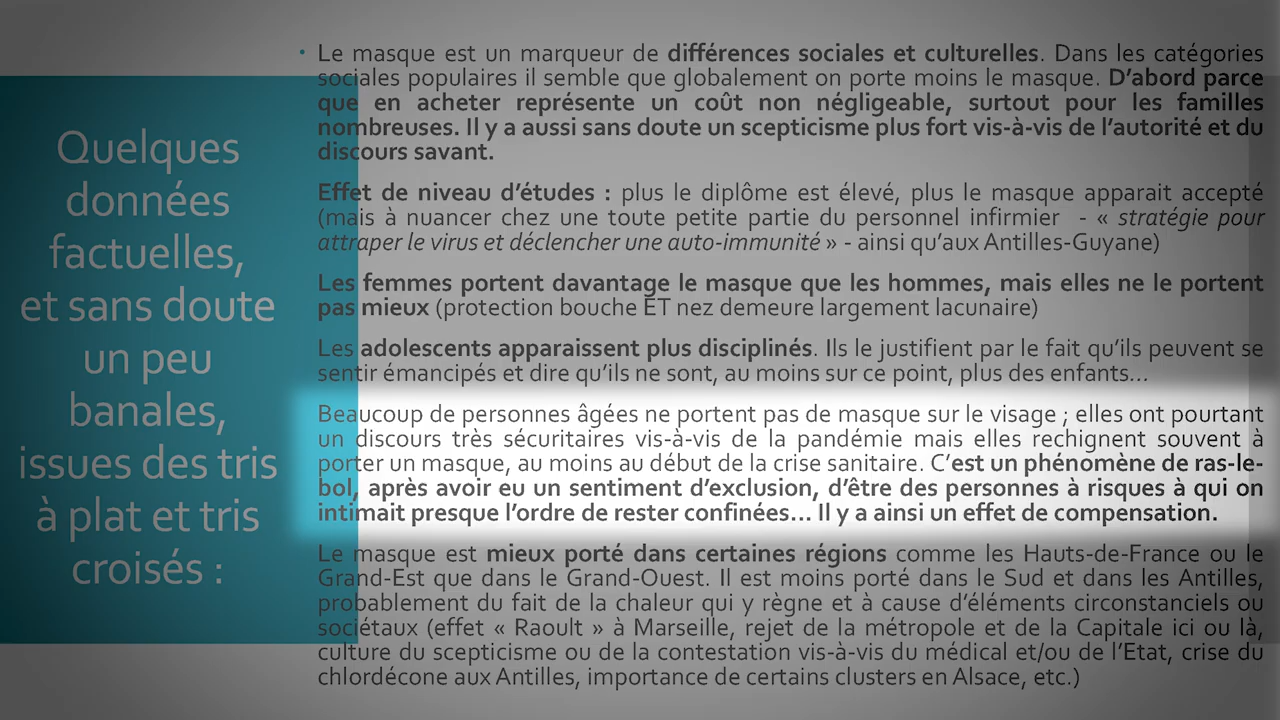 Quelques
données
factuelles,
et sans doute
un peu
banales,
issues des tris
à plat et tris
croisés :
• Le masque est un marqueur de différences sociales et culturelles. Dans les catégories
sociales populaires il semble que globalement on porte moins le masque. D'abord parce
que en acheter représente un coût non négligeable, surtout pour les familles
nombreuses. Il y a aussi sans doute un scepticisme plus fort vis-à-vis de l'autorité et du
discours savant.
Effet de niveau d'études : plus le diplôme est élevé, plus le masque apparait accepté
(mais à nuancer chez une toute petite partie du personnel infirmier - « stratégie pour
attraper le virus et déclencher une auto-immunité » - ainsi qu'aux Antilles-Guyane)
Les femmes portent davantage le masque que les hommes, mais elles ne le portent
pas mieux (protection bouche ET nez demeure largement lacunaire)
Les adolescents apparaissent plus disciplinés. Ils le justifient par le fait qu'ils peuvent se
sentir émancipés et dire qu'ils ne sont, au moins sur ce point, plus des enfants…
Beaucoup de personnes âgées ne portent pas de masque sur le visage ; elles ont pourtant
un discours très sécuritaires vis-à-vis de la pandémie mais elles rechignent souvent à
porter un masque, au moins au début de la crise sanitaire. C'est un phénomène de ras-le-
bol, après avoir eu un sentiment d'exclusion, d'être des personnes à risques à qui on
intimait presque l'ordre de rester confinées… Il y a ainsi un effet de compensation.
Le masque est mieux porté dans certaines régions comme les Hauts-de-France ou le
Grand-Est que dans le Grand-Ouest. Il est moins porté dans le Sud et dans les Antilles,
probablement du fait de la chaleur qui y règne et à cause d'éléments circonstanciels ou
sociétaux (effet « Raoult » à Marseille, rejet de la métropole et de la Capitale ici ou là,
culture du scepticisme ou de la contestation vis-à-vis du médical et/ou de l'Etat, crise du
chlordécone aux Antilles, importance de certains clusters en Alsace, etc.)